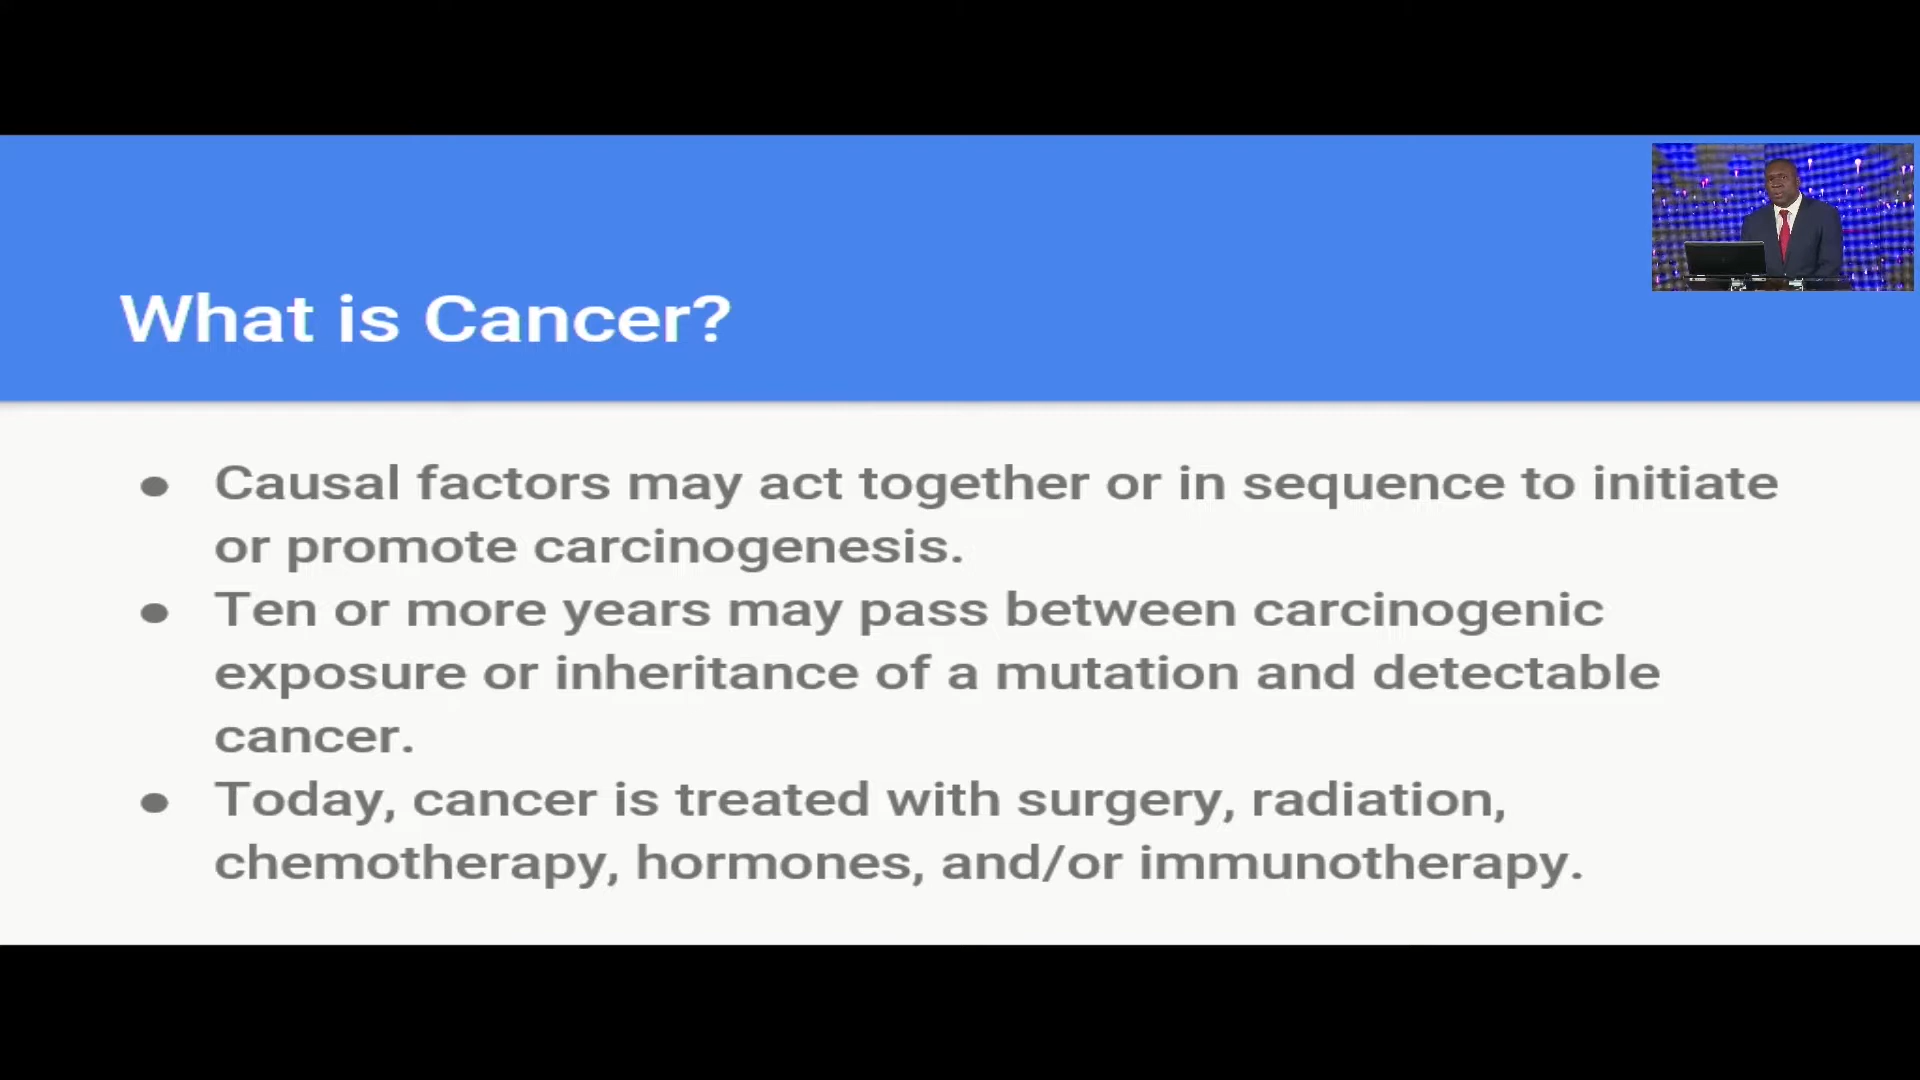 What is Cancer?
● Causal factors may act together or in sequence to initiate
or promote carcinogenesis.
● Ten or more years may pass between carcinogenic
exposure or inheritance of a mutation and detectable
cancer.
● Today, cancer is treated with surgery, radiation,
chemotherapy, hormones, and/or immunotherapy.